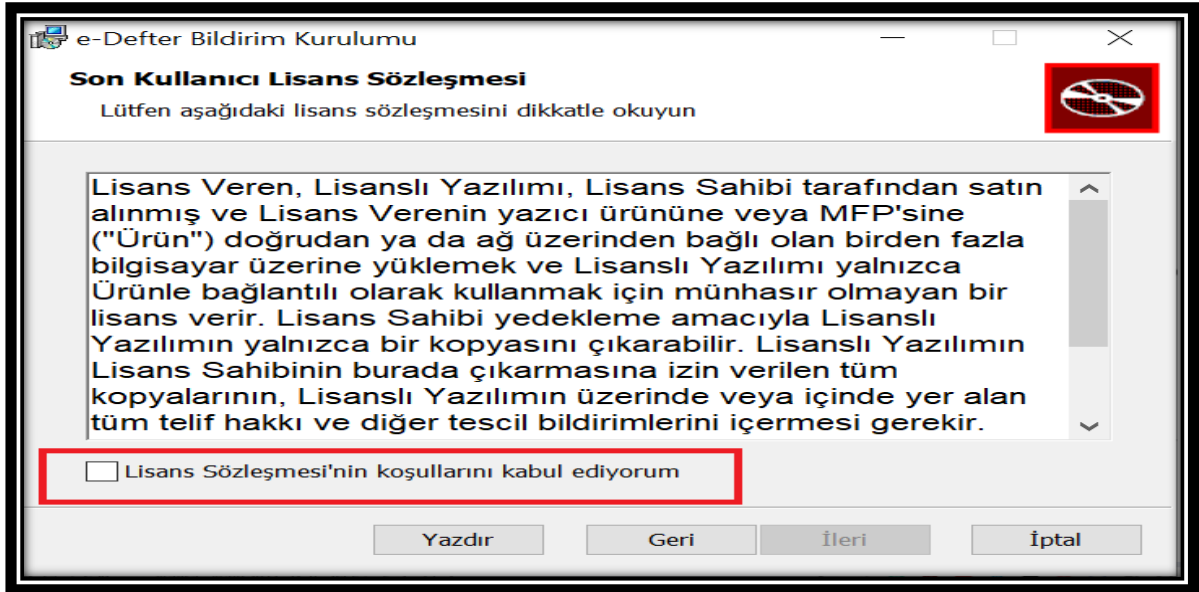 e-Defter Bildirim Kurulumu
Son Kullanıcı Lisans Sözleşmesi
Lütfen aşağıdaki lisans sözleşmesini dikkatle okuyun
Lisans Veren, Lisanslı Yazılımı, Lisans Sahibi tarafından satın
alınmış ve Lisans Verenin yazıcı ürününe veya MFP'sine
("Ürün") doğrudan ya da ağ üzerinden bağlı olan birden fazla
bilgisayar üzerine yüklemek ve Lisanslı Yazılımı yalnızca
Ürünle bağlantılı olarak kullanmak için münhasır olmayan bir
lisans verir. Lisans Sahibi yedekleme amacıyla Lisanslı
Yazılımın yalnızca bir kopyasını çıkarabilir. Lisanslı Yazılımın
Lisans Sahibinin burada çıkarmasına izin verilen tüm
kopyalarının, Lisanslı Yazılımın üzerinde veya içinde yer alan
tüm telif hakkı ve diğer tescil bildirimlerini içermesi gerekir.
Lisans Sözleşmesi'nin koşullarını kabul ediyorum
Yazdır Geri İleri İptal